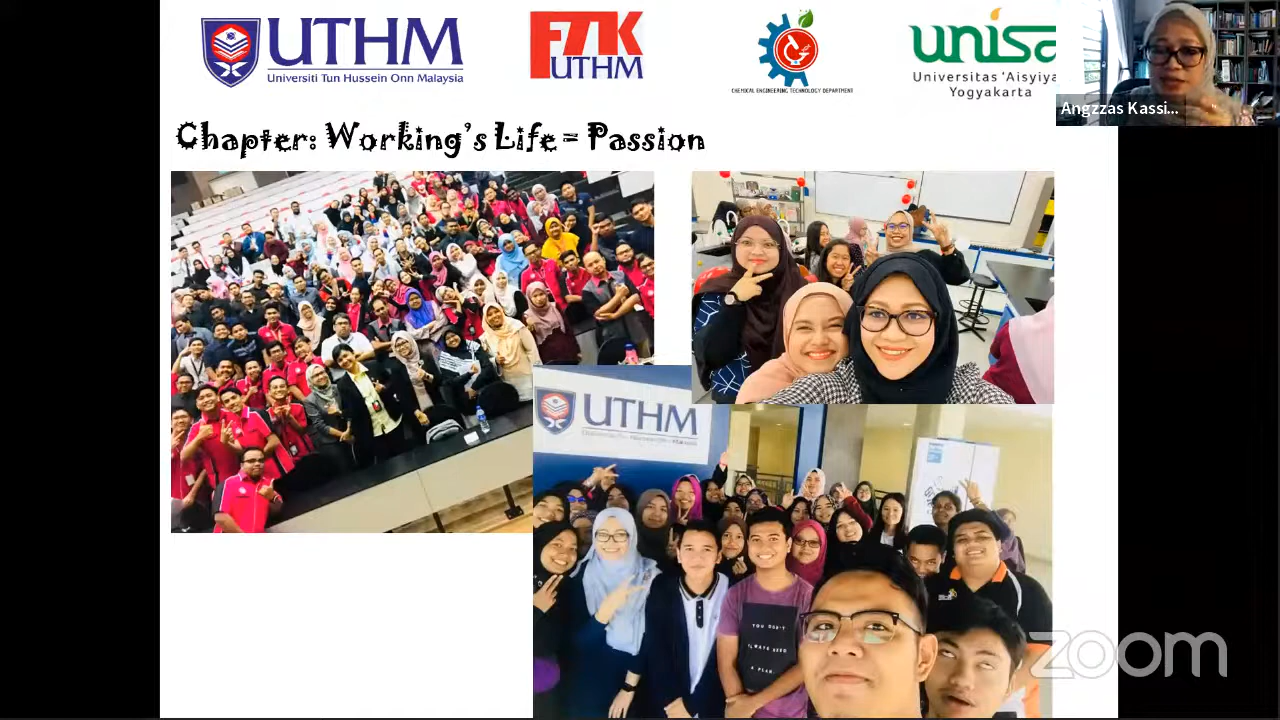 UTHM
Universiti Tun Hussein Onn Malaysia
FTK
UTHM
CHEMICAL ENGINEERING TECHNOLOGY DEPARTMENT
unisa
Universitas 'Aisyiya
Yogyakarta
Angzzas Kassi...
Chapter: Working's Life = Passion
UTHM
YOU DON'T
ALWAYS NEED
A PLAN.
zoom